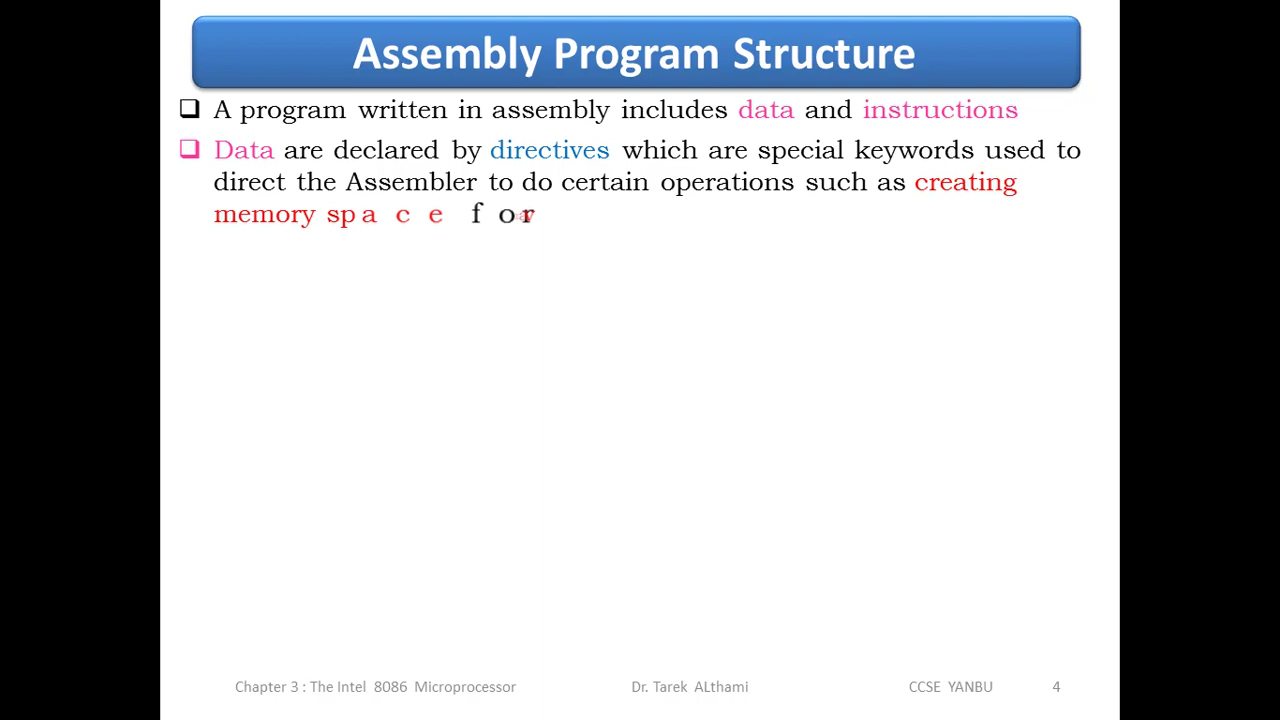 Assembly Program Structure
A program written in assembly includes data and instructions
Data are declared by directives which are special keywords used to
direct the Assembler to do certain operations such as creating
memory space for
Chapter 3 : The Intel 8086 Microprocessor Dr. Tarek ALthami CCSE YANBU 4